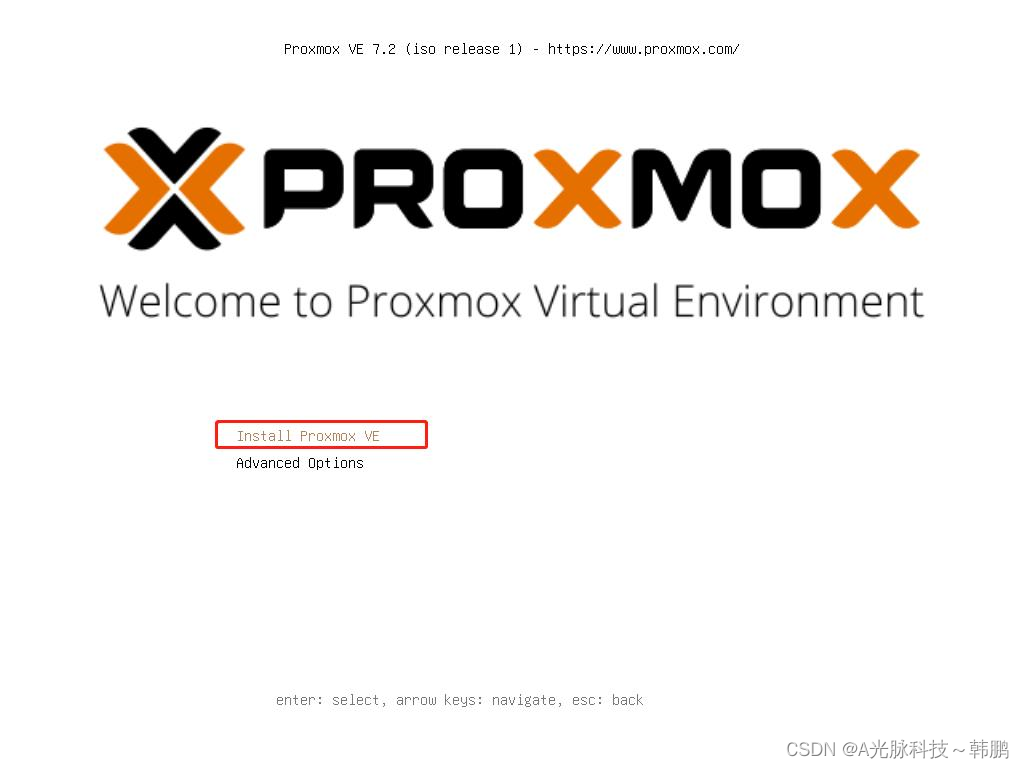 Proxmox VE 7.2 (iso release 1) - https://www.proxmox.com/
PROXMOX
Welcome to Proxmox Virtual Environment
Install Proxmox VE
Advanced Options
enter: select, arrow keys: navigate, esc: back
CSDN @A光脉科技～韩鹏